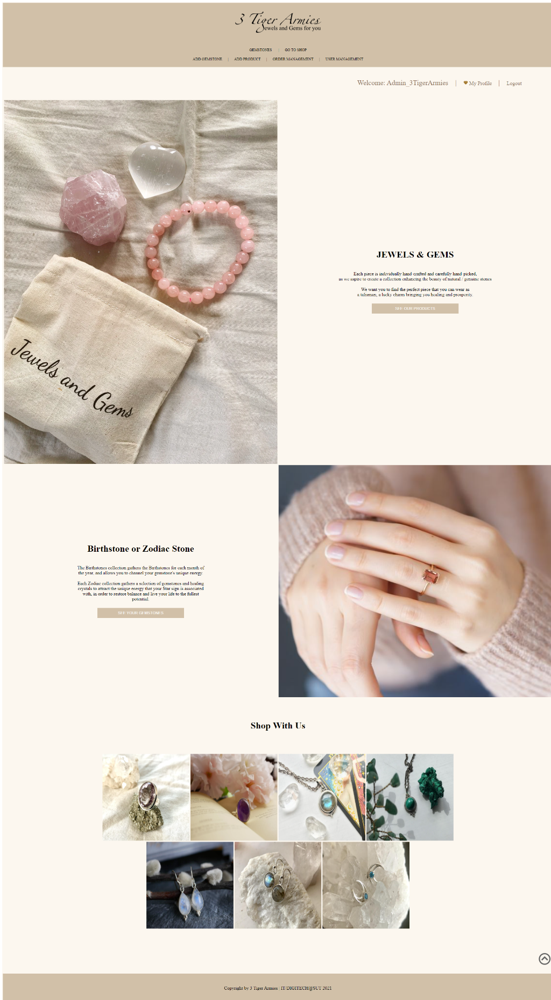 3 Tiger Armies
Jewels and Gems for you
GEMSTONES | GO TO SHOP
ADD GEMSTONE | ADD PRODUCT | ORDER MANAGEMENT | USER MANAGEMENT
Welcome: Admin_3TigerArmies | My Profile | Logout
Jewels and Gems
JEWELS & GEMS
Each piece is individually hand-crafted and carefully hand-picked,
as we aspire to create a collection enhancing the beauty of natural / genuine stones
We want you to find the perfect piece that you can wear as
a talisman, a lucky charm bringing you healing and prosperity.
SEE OUR PRODUCTS
Birthstone or Zodiac Stone
The Birthstones collection gathers the Birthstones for each month of
the year, and allows you to channel your gemstone's unique energy.
Each Zodiac collection gathers a selection of gemstones and healing
crystals to attract the unique energy that your Star sign is associated
with, in order to restore balance and live your life to the fullest
potential.
SEE YOUR GEMSTONES
Shop With Us
Copyright by 3 Tiger Armies | IT/DIGITECH@SUT 2021